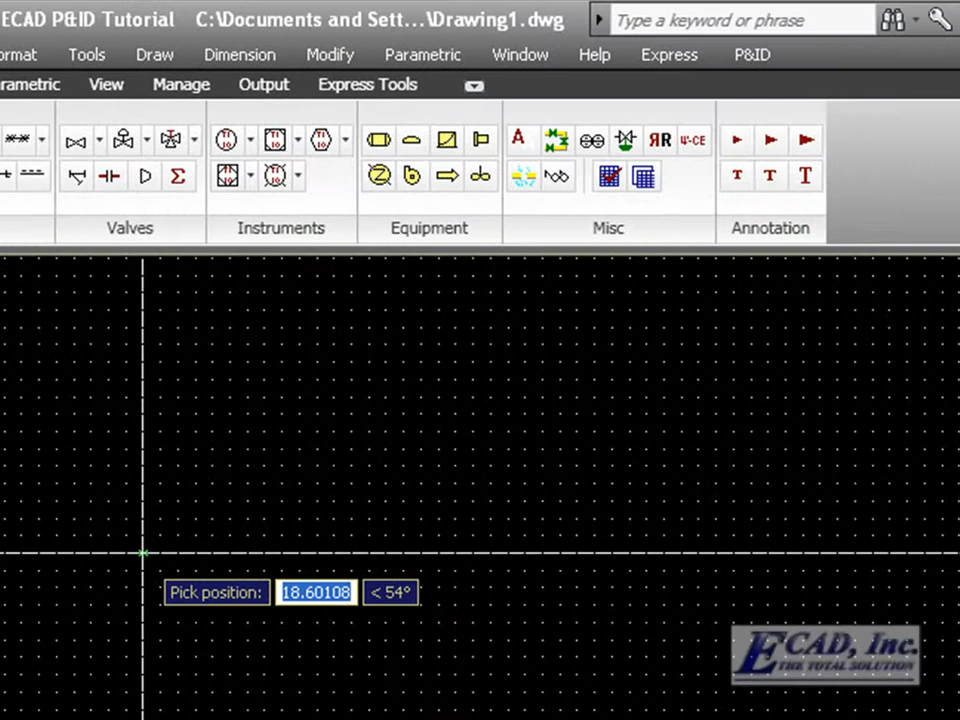 ECAD P&ID Tutorial C:\Documents and Sett...\Drawing1.dwg
Type a keyword or phrase
ormat Tools Draw Dimension Modify Parametric Window Help Express P&ID
rametric View Manage Output Express Tools
A ЯR
T T T
Valves Instruments Equipment Misc Annotation
Pick position: 18.60108 < 54°
ECAD, Inc.
THE TOTAL SOLUTION